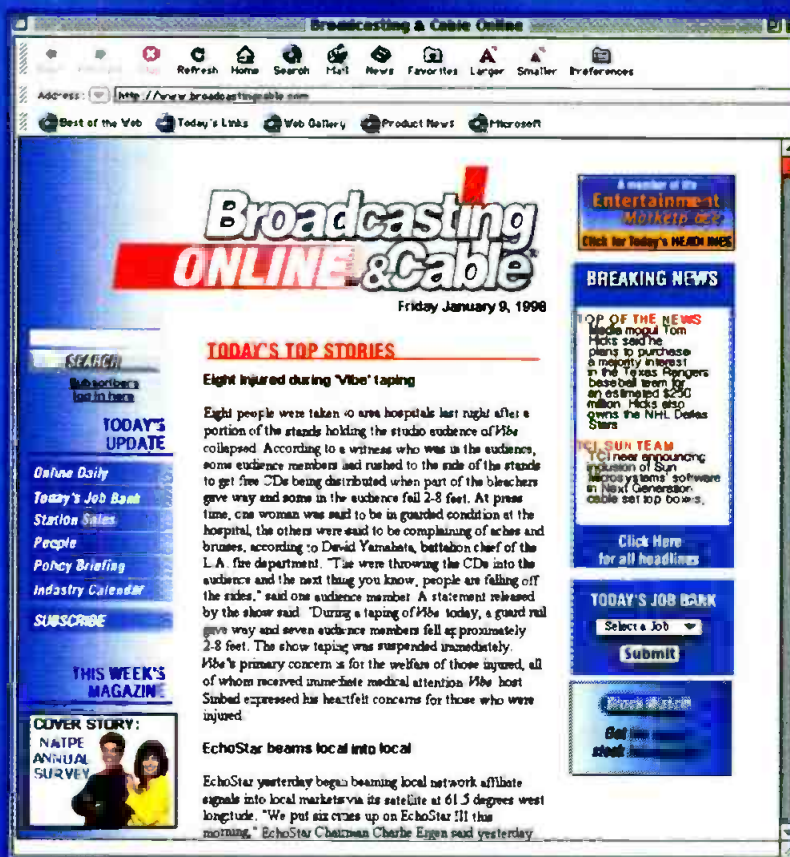 Broadcasting & Cable Online
Refresh Home Search Mail News Favorites Larger Smaller Preferences
Address: http://www.broadcastingcable.com
Best of the Web Today's Links Web Gallery Product News Microsoft
Broadcasting
ONLINE &Cable
Friday January 9, 1998
SEARCH
Subscribers
log in here
TODAY'S
UPDATE
Online Daily
Today's Job Bank
Station Sales
People
Policy Briefing
Industry Calendar
SUBSCRIBE
THIS WEEK'S
MAGAZINE
COVER STORY:
NATPE
ANNUAL
SURVEY
TODAY'S TOP STORIES
Eight injured during 'Vibe' taping
Eight people were taken to area hospitals last night after a
portion of the stands holding the studio audience of Vibe
collapsed. According to a witness who was in the audience,
some audience members had rushed to the side of the stands
to get free CDs being distributed when part of the bleachers
gave way and some in the audience fell 2-8 feet. At press
time, one woman was said to be in guarded condition at the
hospital, the others were said to be complaining of aches and
bruises, according to David Yamahata, battalion chief of the
L.A. fire department. "The were throwing the CDs into the
audience and the next thing you know, people are falling off
the sides," said one audience member. A statement released
by the show said: "During a taping of Vibe today, a guard rail
gave way and seven audience members fell approximately
2-8 feet. The show taping was suspended immediately.
Vibe's primary concern is for the welfare of those injured, all
of whom received immediate medical attention. Vibe host
Sinbad expressed his heartfelt concerns for those who were
injured.
EchoStar beams local into local
EchoStar yesterday began beaming local network affiliate
signals into local markets via its satellite at 61.5 degrees west
longitude. "We put six cities up on EchoStar III this
morning," EchoStar Chairman Charlie Ergen said yesterday
A member of the
Entertainment
Marketplace
Click for Today's HEADLINES
BREAKING NEWS
TOP OF THE NEWS
Media mogul Tom
Hicks said he
plans to purchase
a majority interest
in the Texas Rangers
baseball team for
an estimated $250
million. Hicks also
owns the NHL Dallas
Stars
TCI SUN TEAM
TCI near announcing
inclusion of Sun
Microsystems' software
in Next Generation
cable set top boxes,
Click Here
for all headlines
TODAY'S JOB BANK
Select a Job
Submit
Get
stock